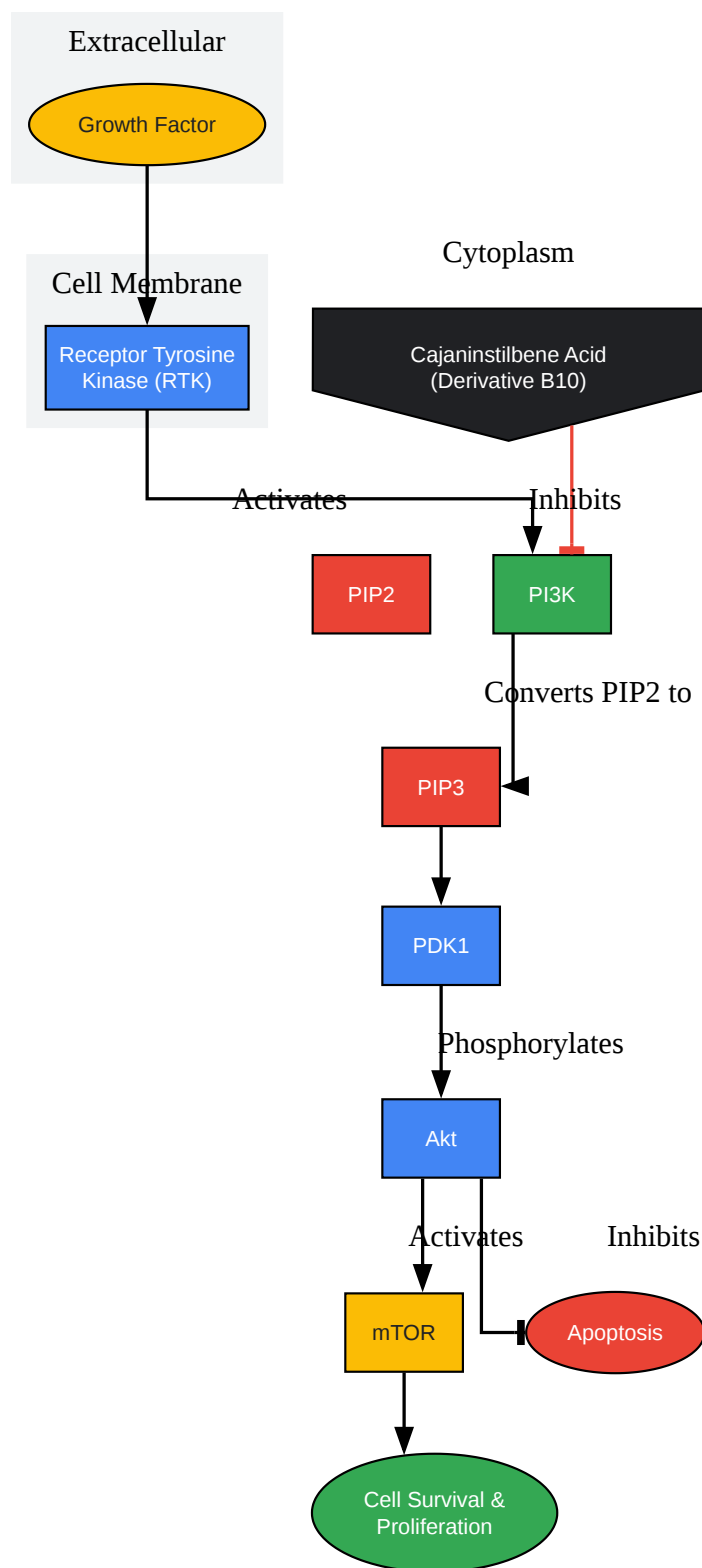 Extracellular
Growth Factor
Cytoplasm
Cell Membrane
Receptor Tyrosine
Kinase (RTK)
Cajaninstilbene Acid
(Derivative B10)
Activates
Inhibits
PIP2
PI3K
Converts PIP2 to
PIP3
PDK1
Phosphorylates
Akt
Activates
Inhibits
mTOR
Apoptosis
Cell Survival &
Proliferation